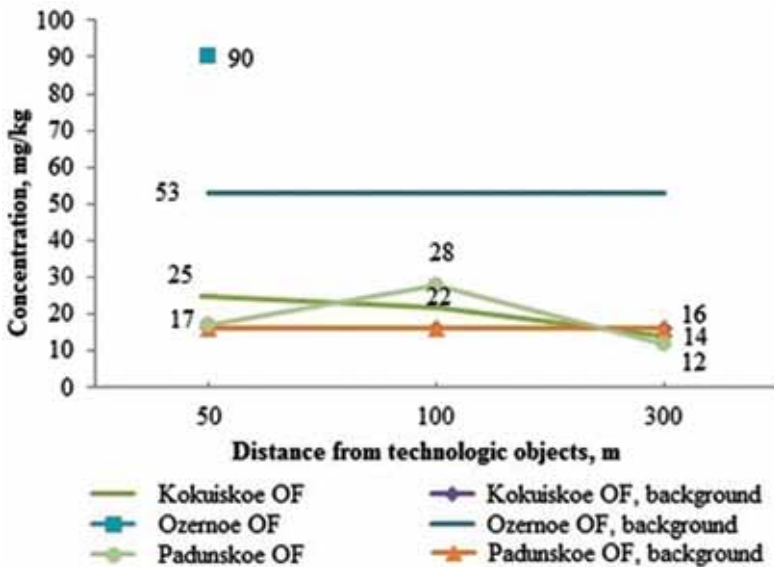 Concentration, mg/kg
100
90
80
70
60
50
40
30
20
10
0
90
53
25
17
28
22
16
14
12
50 100 300
Distance from technologic objects, m
Kokuiskoe OF
Kokuiskoe OF, background
Ozernoe OF
Ozernoe OF, background
Padunskoe OF
Padunskoe OF, background